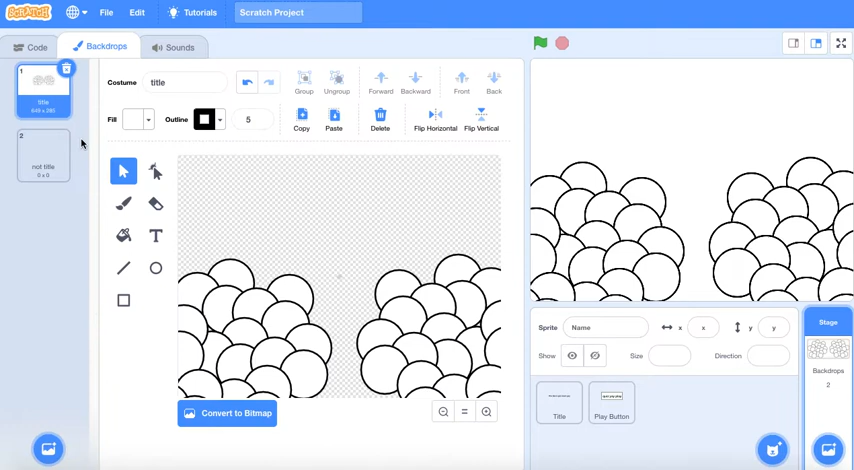 SCRATCH File Edit Tutorials Scratch Project
Code Backdrops Sounds
1
title
649 x 285
2
not title
0 x 0
Costume title Group Ungroup Forward Backward Front Back
Fill Outline 5 Copy Paste Delete Flip Horizontal Flip Vertical
T
Convert to Bitmap
Sprite Name x x y y
Show Size Direction
Title
Play Button
Stage
Backdrops
2